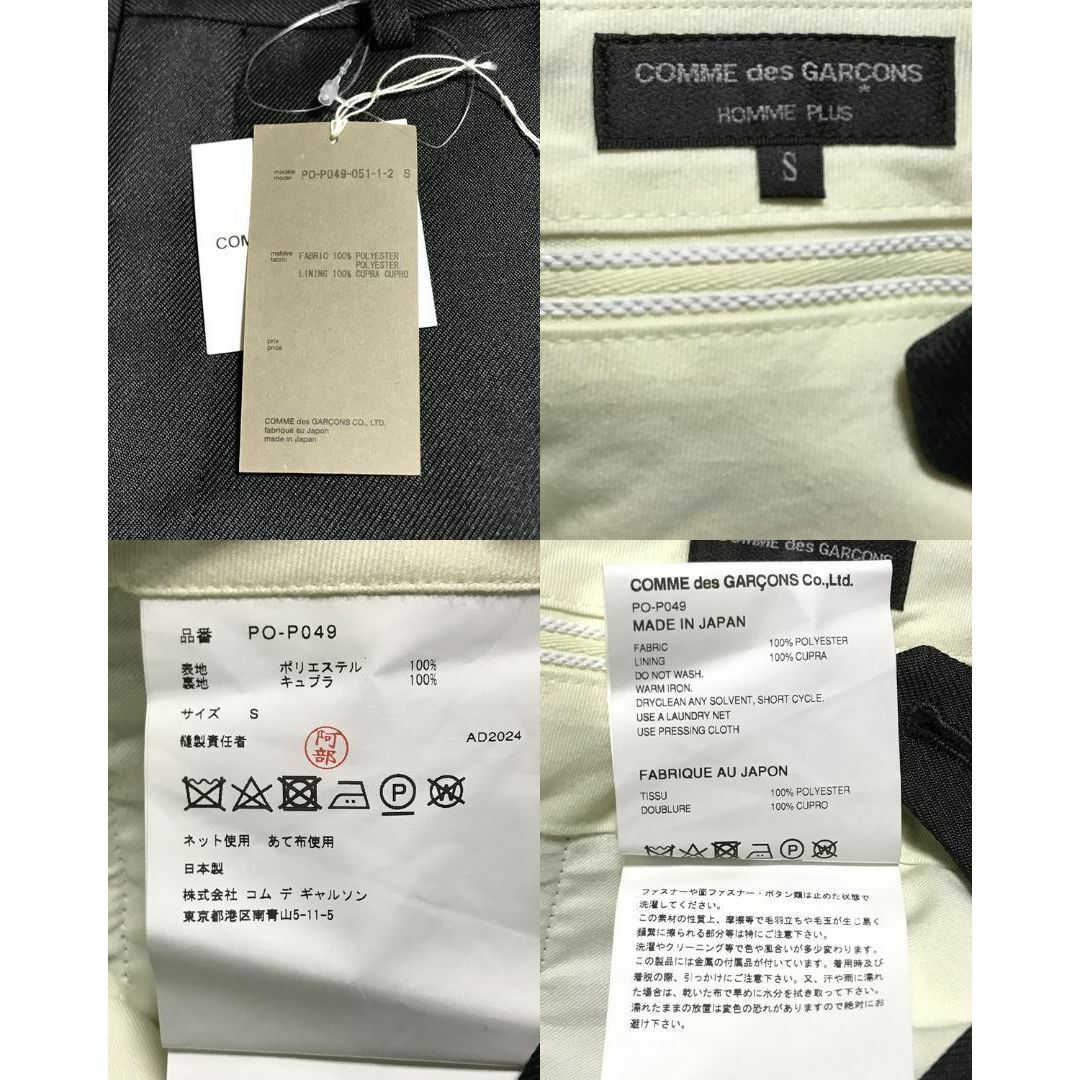 modèle
model
PO-P049-051-1-2 S
COM
matière
fabric
FABRIC 100% POLYESTER
POLYESTER
LINING 100% CUPRA CUPRO
prix
price
COMME des GARÇONS CO., LTD.
fabriqué au Japon
made in Japan
COMME des GARÇONS
*
HOMME PLUS
S
品番 PO-P049
表地 ポリエステル 100%
裏地 キュプラ 100%
サイズ S
縫製責任者 阿部 AD2024
P W
ネット使用 あて布使用
日本製
株式会社 コム デ ギャルソン
東京都港区南青山5-11-5
COMME des GARÇONS
COMME des GARÇONS Co.,Ltd.
PO-P049
MADE IN JAPAN
FABRIC 100% POLYESTER
LINING 100% CUPRA
DO NOT WASH.
WARM IRON.
DRYCLEAN ANY SOLVENT, SHORT CYCLE.
USE A LAUNDRY NET
USE PRESSING CLOTH
FABRIQUE AU JAPON
TISSU 100% POLYESTER
DOUBLURE 100% CUPRO
P W
ファスナーや面ファスナー・ボタン類は止めた状態で
洗濯してください。
この素材の性質上、摩擦等で毛羽立ちや毛玉が生じ易く
頻繁に擦られる部分等は特にご注意下さい。
洗濯やクリーニング等で色や風合いが多少変わります。
この製品には金属の付属品が付いています。着用時及び
着脱の際、引っかけにご注意下さい。又、汗や雨に濡れ
た場合は、乾いた布で早めに水分を拭き取って下さい。
濡れたままの放置は変色の恐れがありますので絶対にお
避け下さい。